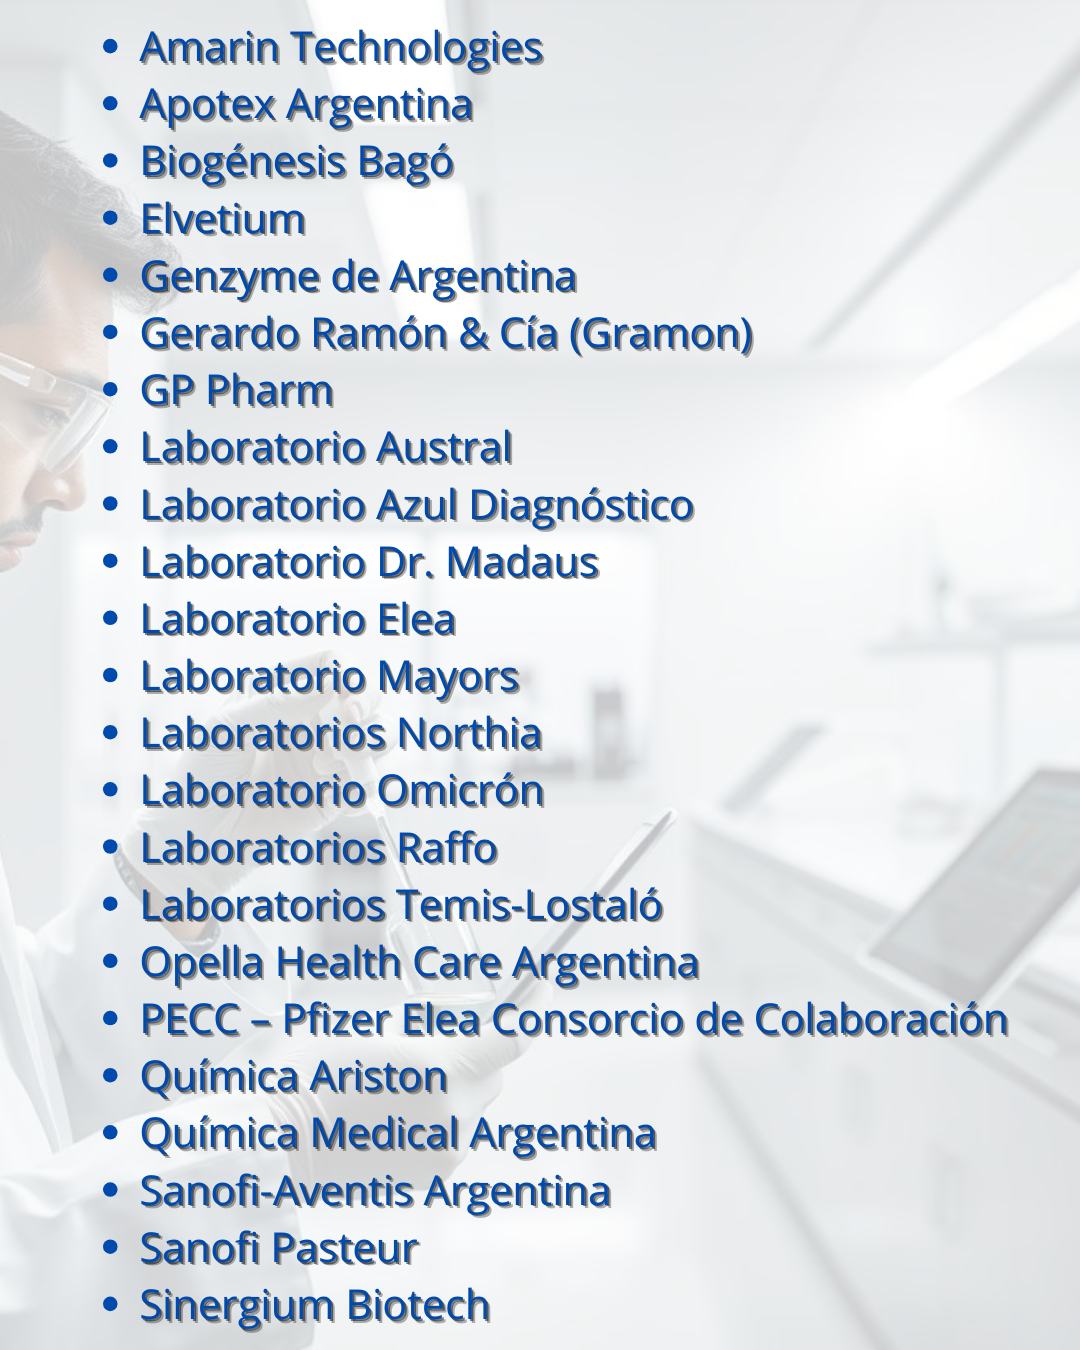 • Amarin Technologies
• Apotex Argentina
• Biogénesis Bagó
• Elvetium
• Genzyme de Argentina
• Gerardo Ramón & Cía (Gramon)
• GP Pharm
• Laboratorio Austral
• Laboratorio Azul Diagnóstico
• Laboratorio Dr. Madaus
• Laboratorio Elea
• Laboratorio Mayors
• Laboratorios Northia
• Laboratorio Omicrón
• Laboratorios Raffo
• Laboratorios Temis-Lostaló
• Opella Health Care Argentina
• PECC – Pfizer Elea Consorcio de Colaboración
• Química Ariston
• Química Medical Argentina
• Sanofi-Aventis Argentina
• Sanofi Pasteur
• Sinergium Biotech